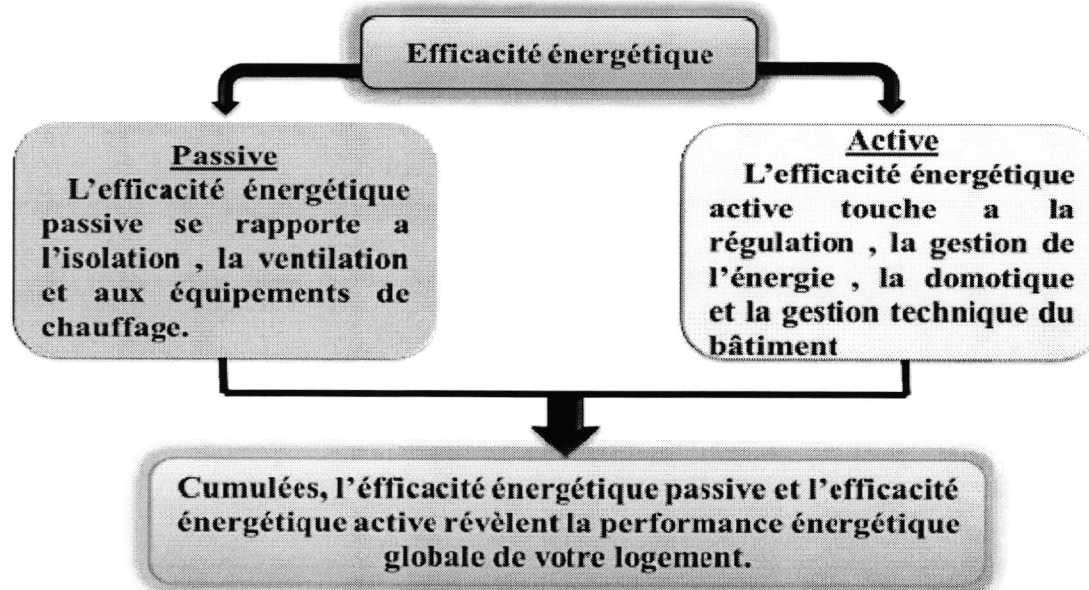 Efficacité énergétique
Passive
L'efficacité énergétique
passive se rapporte a
l'isolation , la ventilation
et aux équipements de
chauffage.
Active
L'efficacité énergétique
active touche a la
régulation , la gestion de
l'énergie , la domotique
et la gestion technique du
bâtiment
Cumulées, l'éfficacité énergétique passive et l'efficacité
énergétique active révèlent la performance énergétique
globale de votre logement.